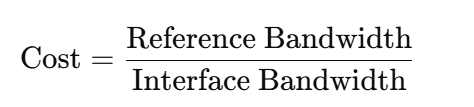 Cost = Reference Bandwidth / Interface Bandwidth